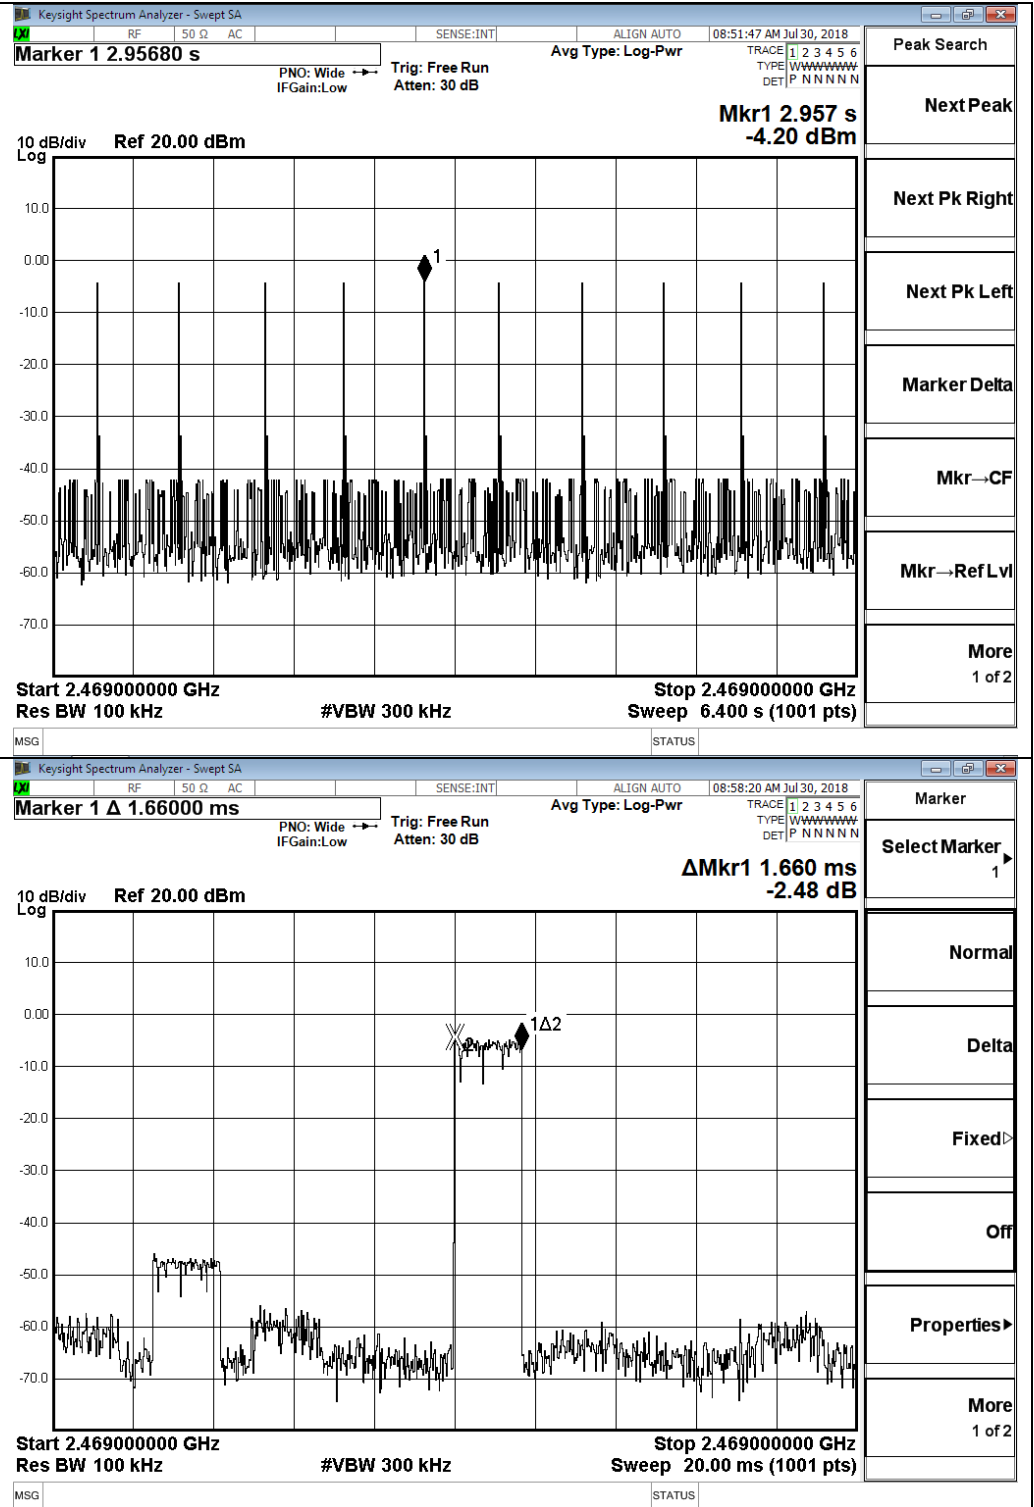 Keysight Spectrum Analyzer - Swept SA
LXI RF 50 Ω AC SENSE:INT ALIGN AUTO 08:51:47 AM Jul 30, 2018
Marker 1 2.95680 s
PNO: Wide
IFGain:Low
Trig: Free Run
Atten: 30 dB
Avg Type: Log-Pwr
TRACE 1 2 3 4 5 6
TYPE WWWWWW
DET P N N N N N
Mkr1 2.957 s
-4.20 dBm
10 dB/div Ref 20.00 dBm
Log
10.0
0.00
-10.0
-20.0
-30.0
-40.0
-50.0
-60.0
-70.0
1
Start 2.469000000 GHz Stop 2.469000000 GHz
Res BW 100 kHz #VBW 300 kHz Sweep 6.400 s (1001 pts)
MSG STATUS
Peak Search
Next Peak
Next Pk Right
Next Pk Left
Marker Delta
Mkr→CF
Mkr→Ref Lvl
More
1 of 2
Keysight Spectrum Analyzer - Swept SA
LXI RF 50 Ω AC SENSE:INT ALIGN AUTO 08:58:20 AM Jul 30, 2018
Marker 1 Δ 1.66000 ms
PNO: Wide
IFGain:Low
Trig: Free Run
Atten: 30 dB
Avg Type: Log-Pwr
TRACE 1 2 3 4 5 6
TYPE WWWWWW
DET P N N N N N
ΔMkr1 1.660 ms
-2.48 dB
10 dB/div Ref 20.00 dBm
Log
10.0
0.00
-10.0
-20.0
-30.0
-40.0
-50.0
-60.0
-70.0
2
1Δ2
Start 2.469000000 GHz Stop 2.469000000 GHz
Res BW 100 kHz #VBW 300 kHz Sweep 20.00 ms (1001 pts)
MSG STATUS
Marker
Select Marker
1
Normal
Delta
Fixed
Off
Properties
More
1 of 2